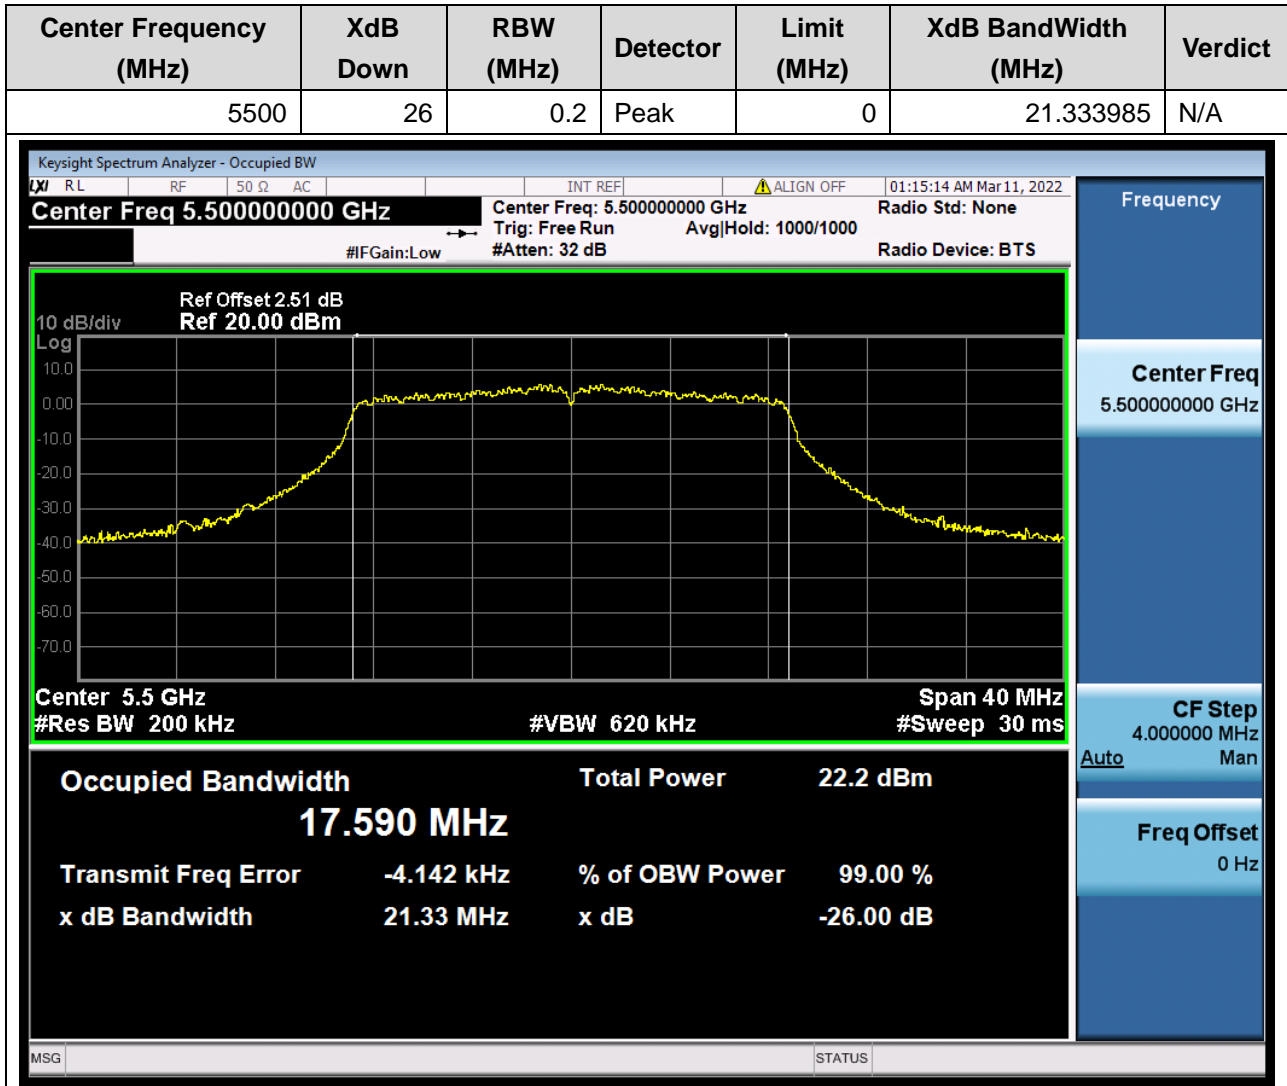 Center Frequency (MHz) XdB Down RBW (MHz) Detector Limit (MHz) XdB BandWidth (MHz) Verdict
5500 26 0.2 Peak 0 21.333985 N/A
Keysight Spectrum Analyzer - Occupied BW
LXI RL RF 50 Ω AC INT REF ALIGN OFF 01:15:14 AM Mar 11, 2022
Center Freq 5.500000000 GHz
Center Freq: 5.500000000 GHz
Radio Std: None
Trig: Free Run Avg|Hold: 1000/1000
#IFGain:Low #Atten: 32 dB Radio Device: BTS
Ref Offset 2.51 dB
10 dB/div Ref 20.00 dBm
Log
10.0
0.00
-10.0
-20.0
-30.0
-40.0
-50.0
-60.0
-70.0
Center 5.5 GHz Span 40 MHz
#Res BW 200 kHz #VBW 620 kHz #Sweep 30 ms
Occupied Bandwidth Total Power 22.2 dBm
17.590 MHz
Transmit Freq Error -4.142 kHz % of OBW Power 99.00 %
x dB Bandwidth 21.33 MHz x dB -26.00 dB
Frequency
Center Freq
5.500000000 GHz
CF Step
4.000000 MHz
Auto Man
Freq Offset
0 Hz
MSG STATUS